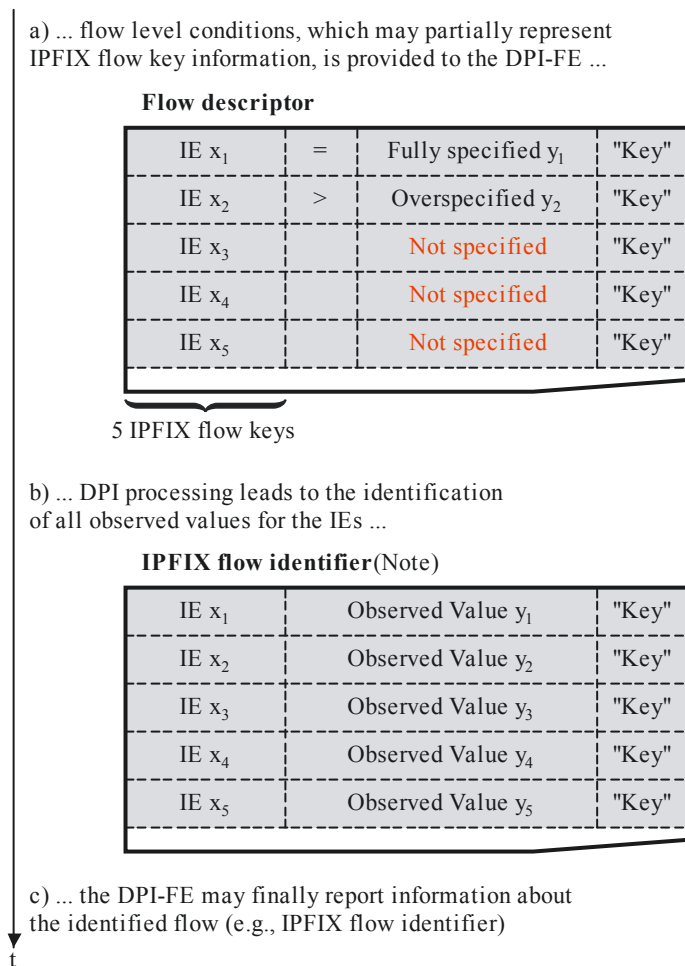 a) ... flow level conditions, which may partially represent
IPFIX flow key information, is provided to the DPI-FE ...
Flow descriptor
IE x₁ = Fully specified y₁ "Key"
IE x₂ > Overspecified y₂ "Key"
IE x₃ Not specified "Key"
IE x₄ Not specified "Key"
IE x₅ Not specified "Key"
5 IPFIX flow keys
b) ... DPI processing leads to the identification
of all observed values for the IEs ...
IPFIX flow identifier(Note)
IE x₁ Observed Value y₁ "Key"
IE x₂ Observed Value y₂ "Key"
IE x₃ Observed Value y₃ "Key"
IE x₄ Observed Value y₄ "Key"
IE x₅ Observed Value y₅ "Key"
c) ... the DPI-FE may finally report information about
the identified flow (e.g., IPFIX flow identifier)
t